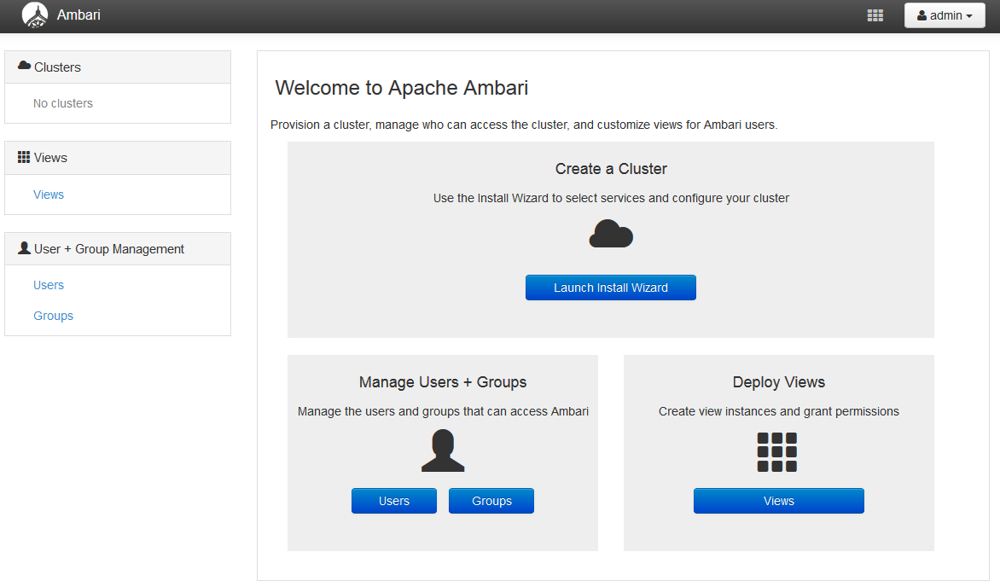 Ambari
admin
Clusters
No clusters
Views
Views
User + Group Management
Users
Groups
Welcome to Apache Ambari
Provision a cluster, manage who can access the cluster, and customize views for Ambari users.
Create a Cluster
Use the Install Wizard to select services and configure your cluster
Launch Install Wizard
Manage Users + Groups
Manage the users and groups that can access Ambari
Users
Groups
Deploy Views
Create view instances and grant permissions
Views